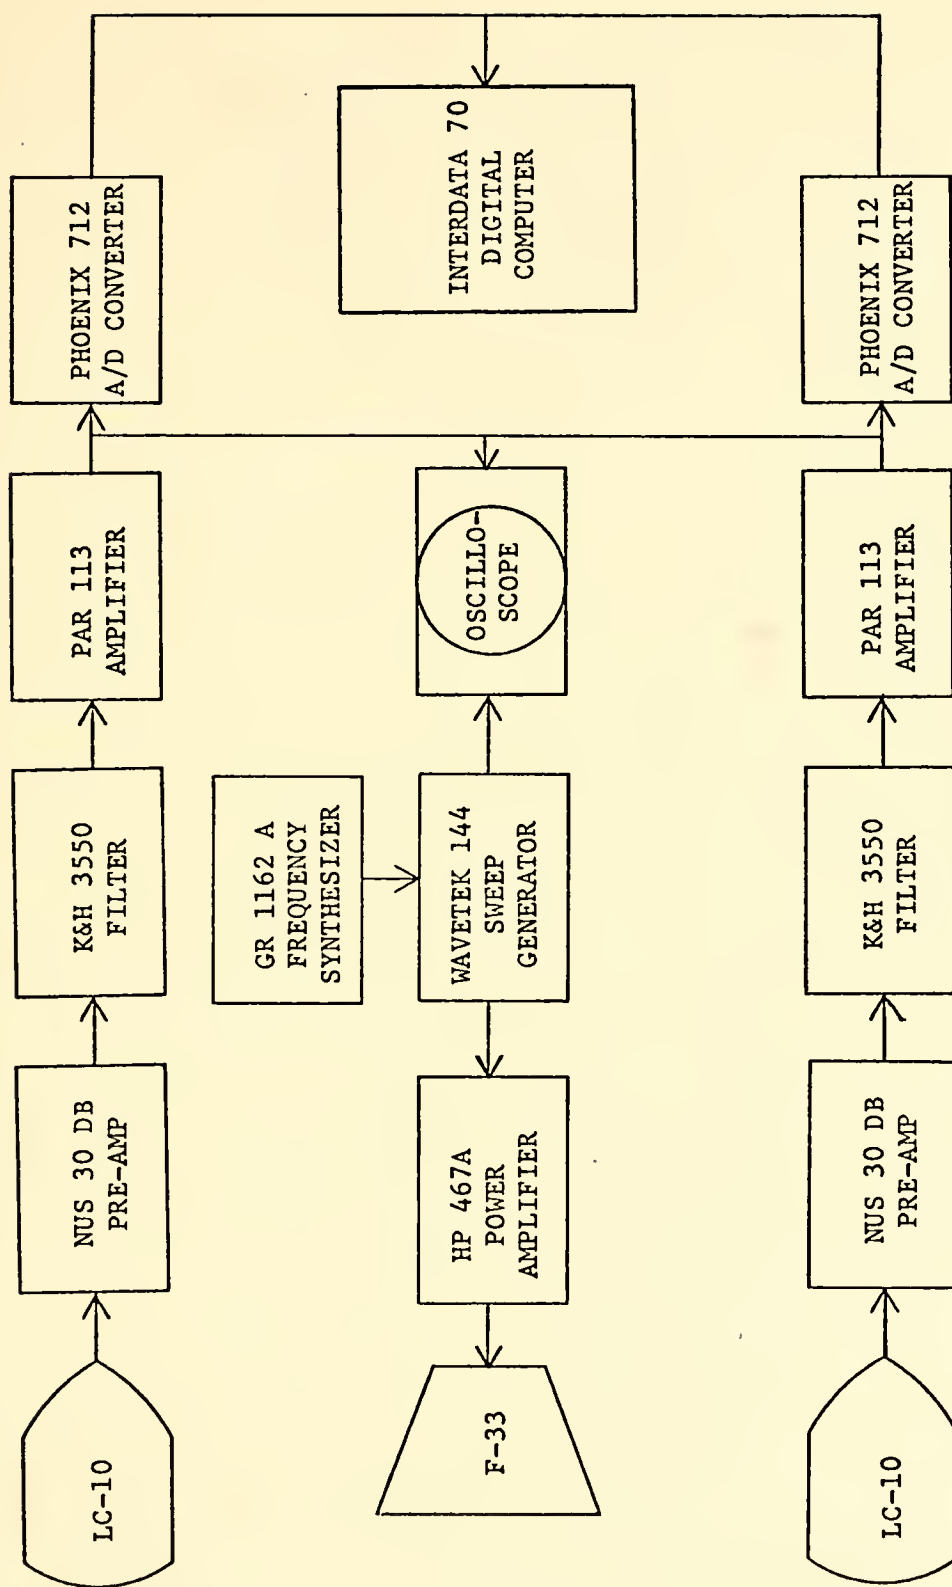 LC-10
NUS 30 DB
PRE-AMP
K&H 3550
FILTER
PAR 113
AMPLIFIER
PHOENIX 712
A/D CONVERTER
GR 1162 A
FREQUENCY
SYNTHESIZER
F-33
HP 467A
POWER
AMPLIFIER
WAVETEK 144
SWEEP
GENERATOR
OSCILLO-
SCOPE
INTERDATA 70
DIGITAL
COMPUTER
LC-10
NUS 30 DB
PRE-AMP
K&H 3550
FILTER
PAR 113
AMPLIFIER
PHOENIX 712
A/D CONVERTER